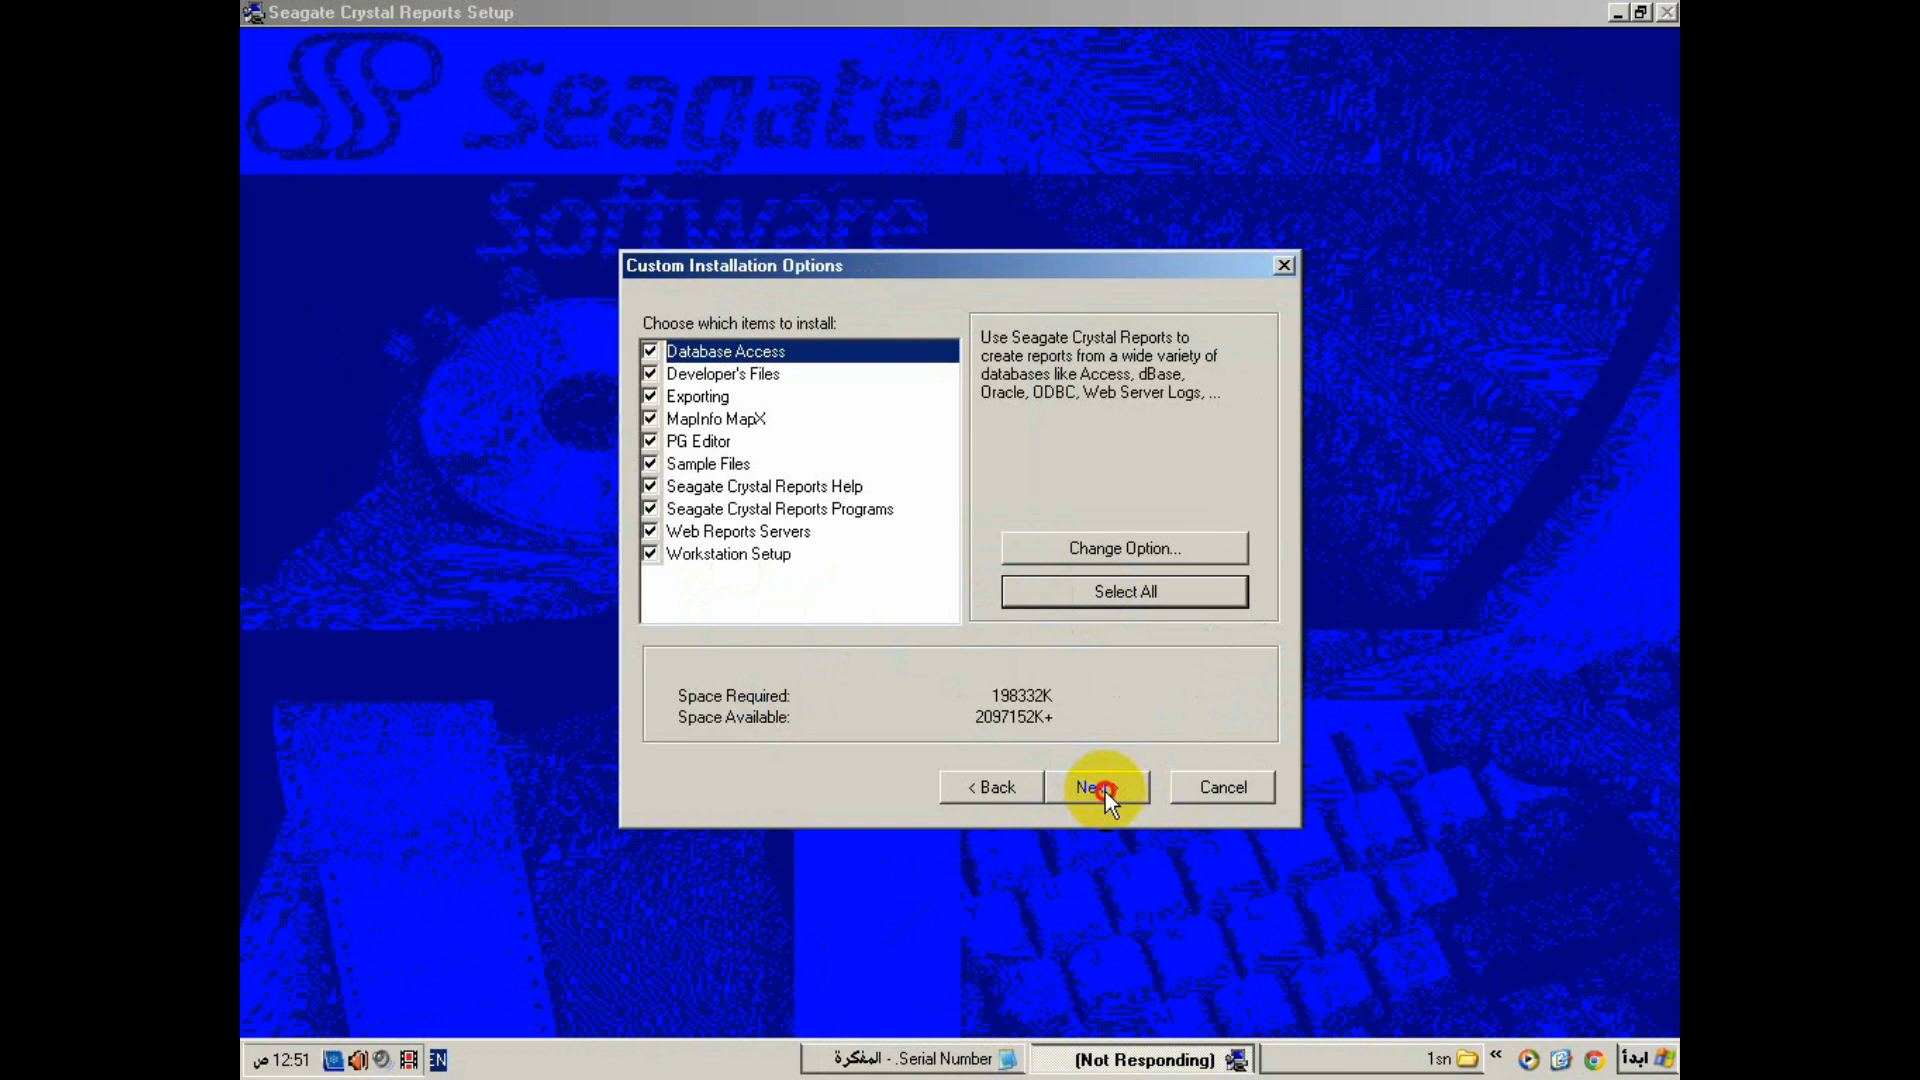 Seagate Crystal Reports Setup
Seagate
Software
Custom Installation Options
Choose which items to install:
Database Access
Developer's Files
Exporting
MapInfo MapX
PG Editor
Sample Files
Seagate Crystal Reports Help
Seagate Crystal Reports Programs
Web Reports Servers
Workstation Setup
Use Seagate Crystal Reports to
create reports from a wide variety of
databases like Access, dBase,
Oracle, ODBC, Web Server Logs, ...
Change Option...
Select All
Space Required: 198332K
Space Available: 2097152K+
< Back
Cancel
12:51 ص
EN
Serial Number. - المفكرة
(Not Responding)
1sn
«
ابدأ